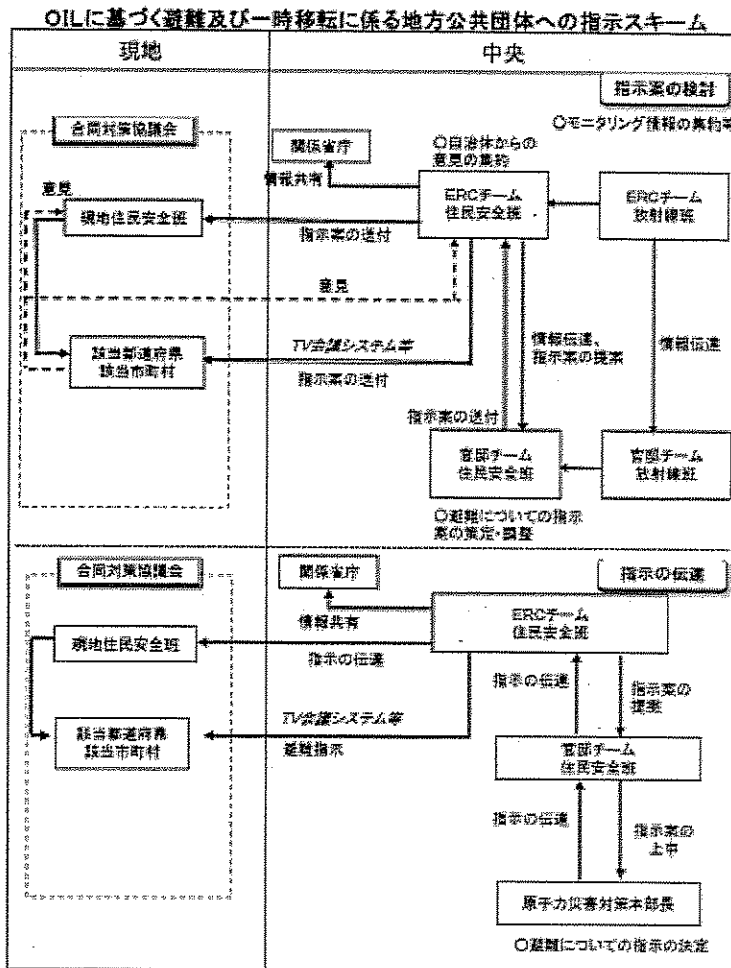 OILに基づく避難及び一時移転に係る地方公共団体への指示スキーム
現地
中央
指示案の検討
合同対策協議会
関係省庁
○自治体からの
意見の集約
○モニタリング情報の集約等
意見
情報共有
現地住民安全班
ERCチーム
住民安全班
ERCチーム
放射線班
指示案の送付
意見
該当都道府県
該当市町村
TV会議システム等
指示案の送付
情報伝達、
指示案の提案
情報伝達
指示案の送付
官邸チーム
住民安全班
官邸チーム
放射線班
○避難についての指示
案の策定・調整
合同対策協議会
関係省庁
指示の伝達
情報共有
ERCチーム
住民安全班
現地住民安全班
指示の伝達
指示の伝達
指示案の
提案
該当都道府県
該当市町村
TV会議システム等
避難指示
官邸チーム
住民安全班
指示の伝達
指示案の
上申
原子力災害対策本部長
○避難についての指示の決定